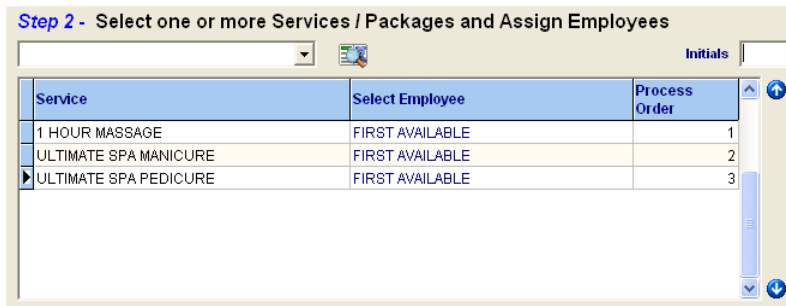 Step 2 - Select one or more Services / Packages and Assign Employees
Initials
Service Select Employee Process Order
1 HOUR MASSAGE FIRST AVAILABLE 1
ULTIMATE SPA MANICURE FIRST AVAILABLE 2
ULTIMATE SPA PEDICURE FIRST AVAILABLE 3